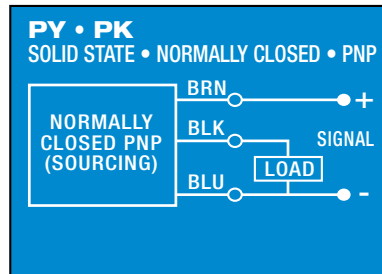 PY • PK
SOLID STATE • NORMALLY CLOSED • PNP
BRN
+
NORMALLY
CLOSED PNP
(SOURCING)
BLK
SIGNAL
LOAD
BLU
-